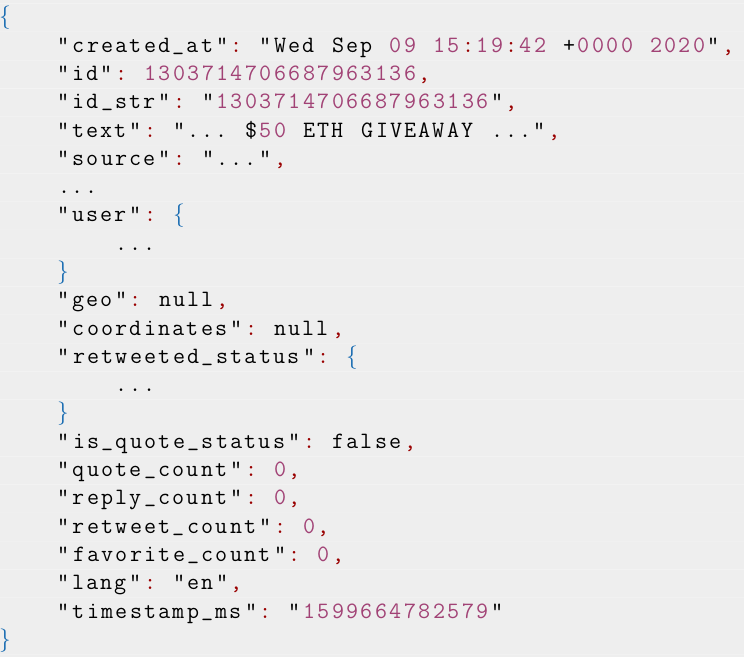 {
    "created_at": "Wed Sep 09 15:19:42 +0000 2020",
    "id": 1303714706687963136,
    "id_str": "1303714706687963136",
    "text": "... $50 ETH GIVEAWAY ...",
    "source": "...",
    ...
    "user": {
        ...
    }
    "geo": null,
    "coordinates": null,
    "retweeted_status": {
        ...
    }
    "is_quote_status": false,
    "quote_count": 0,
    "reply_count": 0,
    "retweet_count": 0,
    "favorite_count": 0,
    "lang": "en",
    "timestamp_ms": "1599664782579"
}